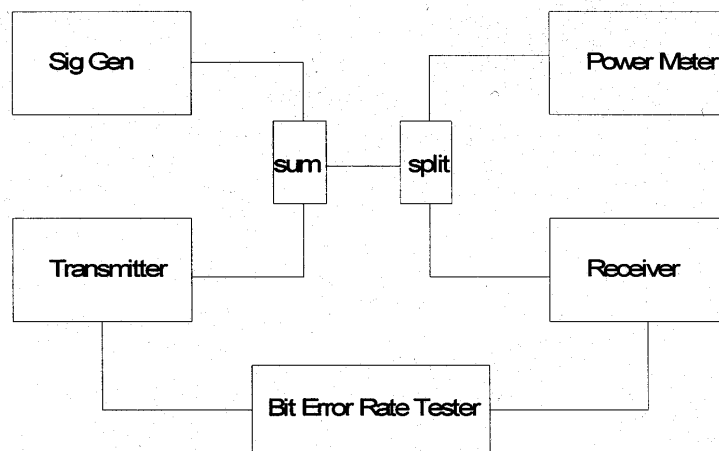 Sig Gen
Power Meter
sum
split
Transmitter
Receiver
Bit Error Rate Tester